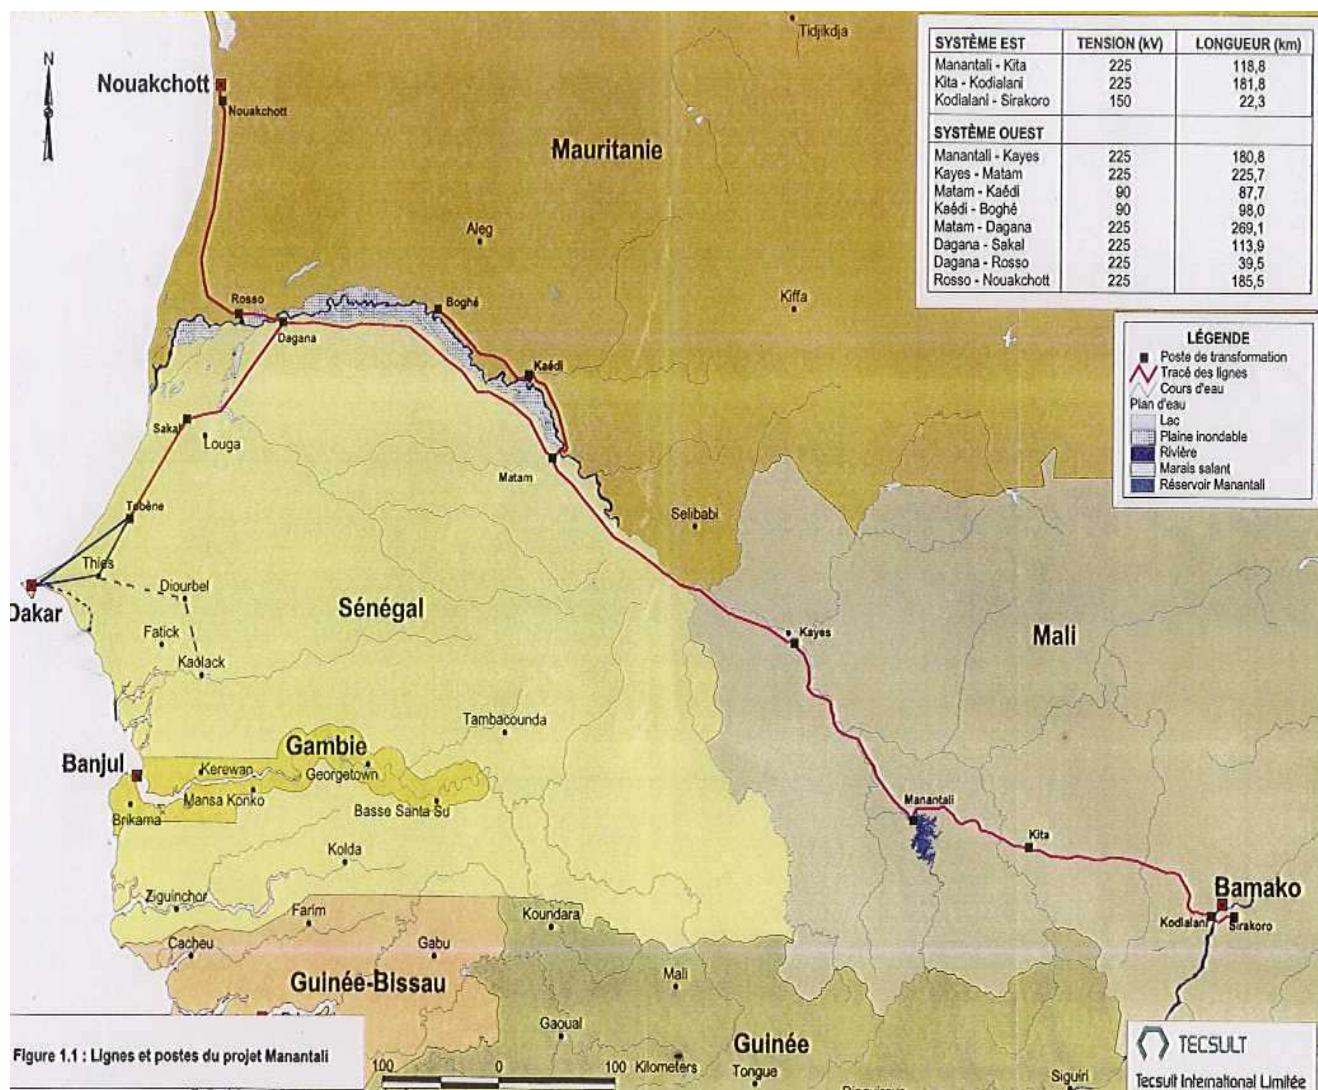 N
Tidjikdja
SYSTÈME EST TENSION (kV) LONGUEUR (km)
Manantali - Kita 225 118,8
Kita - Kodialani 225 181,8
Kodialani - Sirakoro 150 22,3
SYSTÈME OUEST
Manantali - Kayes 225 180,8
Kayes - Matam 225 225,7
Matam - Kaédi 90 87,7
Kaédi - Boghé 90 98,0
Matam - Dagana 225 269,1
Dagana - Sakal 225 113,9
Dagana - Rosso 225 39,5
Rosso - Nouakchott 225 185,5
Nouakchott
Nouakchott
Mauritanie
Aleg
Kiffa
Rosso
Boghé
Dagana
Kaédi
LÉGENDE
Poste de transformation
Tracé des lignes
Cours d'eau
Plan d'eau
Lac
Plaine inondable
Rivière
Marais salant
Réservoir Manantali
Sakal
Louga
Matam
Selibabi
Tobène
Thies
Diourbel
Dakar
Sénégal
Fatick
Kaolack
Kayes
Mali
Tambacounda
Gambie
Banjul
Kerewan
Georgetown
Mansa Konko
Basse Santa Su
Brikama
Manantali
Kita
Kolda
Bamako
Ziguinchor
Farim
Koundara
Kodialani
Sirakoro
Cacheu
Gabu
Mali
Guinée-Bissau
Gaoual
Guinée
Figure 1.1 : Lignes et postes du projet Manantali
100 0 100 Kilometers
Tongue
Siguiri
TECSULT
Tecsult International Limitée